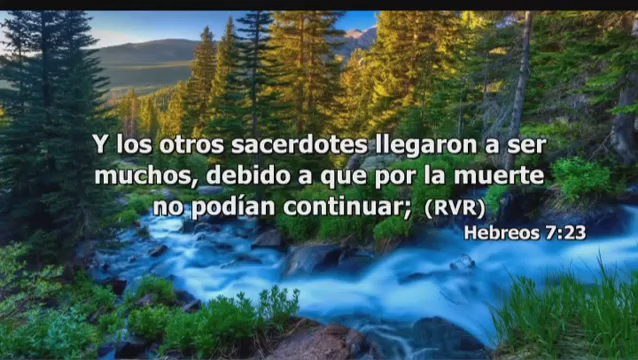 Y los otros sacerdotes llegaron a ser
muchos, debido a que por la muerte
no podían continuar; (RVR)
Hebreos 7:23